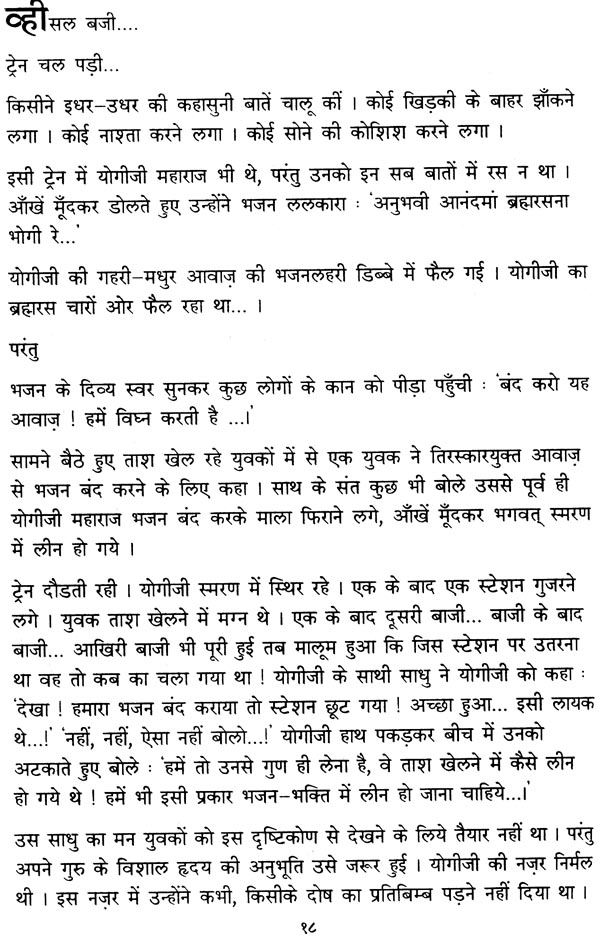 व्हीसल बजी....
ट्रेन चल पड़ी...
किसीने इधर-उधर की कहासुनी बातें चालू कीं । कोई खिड़की के बाहर झाँकने
लगा । कोई नाश्ता करने लगा । कोई सोने की कोशिश करने लगा ।
इसी ट्रेन में योगीजी महाराज भी थे, परंतु उनको इन सब बातों में रस न था ।
आँखें मूँदकर डोलते हुए उन्होंने भजन ललकारा : 'अनुभवी आनंदमां ब्रह्मरसना
भोगी रे...'
योगीजी की गहरी-मधुर आवाज़ की भजनलहरी डिब्बे में फैल गई । योगीजी का
ब्रह्मरस चारों ओर फैल रहा था... ।
परंतु
भजन के दिव्य स्वर सुनकर कुछ लोगों के कान को पीड़ा पहुँची : 'बंद करो यह
आवाज़ ! हमें विघ्न करती है ...।'
सामने बैठे हुए ताश खेल रहे युवकों में से एक युवक ने तिरस्कारयुक्त आवाज़
से भजन बंद करने के लिए कहा । साथ के संत कुछ भी बोले उससे पूर्व ही
योगीजी महाराज भजन बंद करके माला फिराने लगे, आँखें मूँदकर भगवत् स्मरण
में लीन हो गये ।
ट्रेन दौडती रही । योगीजी स्मरण में स्थिर रहे । एक के बाद एक स्टेशन गुजरने
लगे । युवक ताश खेलने में मग्न थे । एक के बाद दूसरी बाजी... बाजी के बाद
बाजी... आखिरी बाजी भी पूरी हुई तब मालूम हुआ कि जिस स्टेशन पर उतरना
था वह तो कब का चला गया था ! योगीजी के साथी साधु ने योगीजी को कहा :
'देखा ! हमारा भजन बंद कराया तो स्टेशन छूट गया ! अच्छा हुआ... इसी लायक
थे...!' 'नहीं, नहीं, ऐसा नहीं बोलो...!' योगीजी हाथ पकड़कर बीच में उनको
अटकाते हुए बोले : 'हमें तो उनसे गुण ही लेना है, वे ताश खेलने में कैसे लीन
हो गये थे ! हमें भी इसी प्रकार भजन-भक्ति में लीन हो जाना चाहिये...।'
उस साधु का मन युवकों को इस दृष्टिकोण से देखने के लिये तैयार नहीं था । परंतु
अपने गुरु के विशाल हृदय की अनुभूति उसे जरूर हुई । योगीजी की नज़र निर्मल
थी । इस नज़र में उन्होंने कभी, किसीके दोष का प्रतिबिम्ब पड़ने नहीं दिया था ।
१८